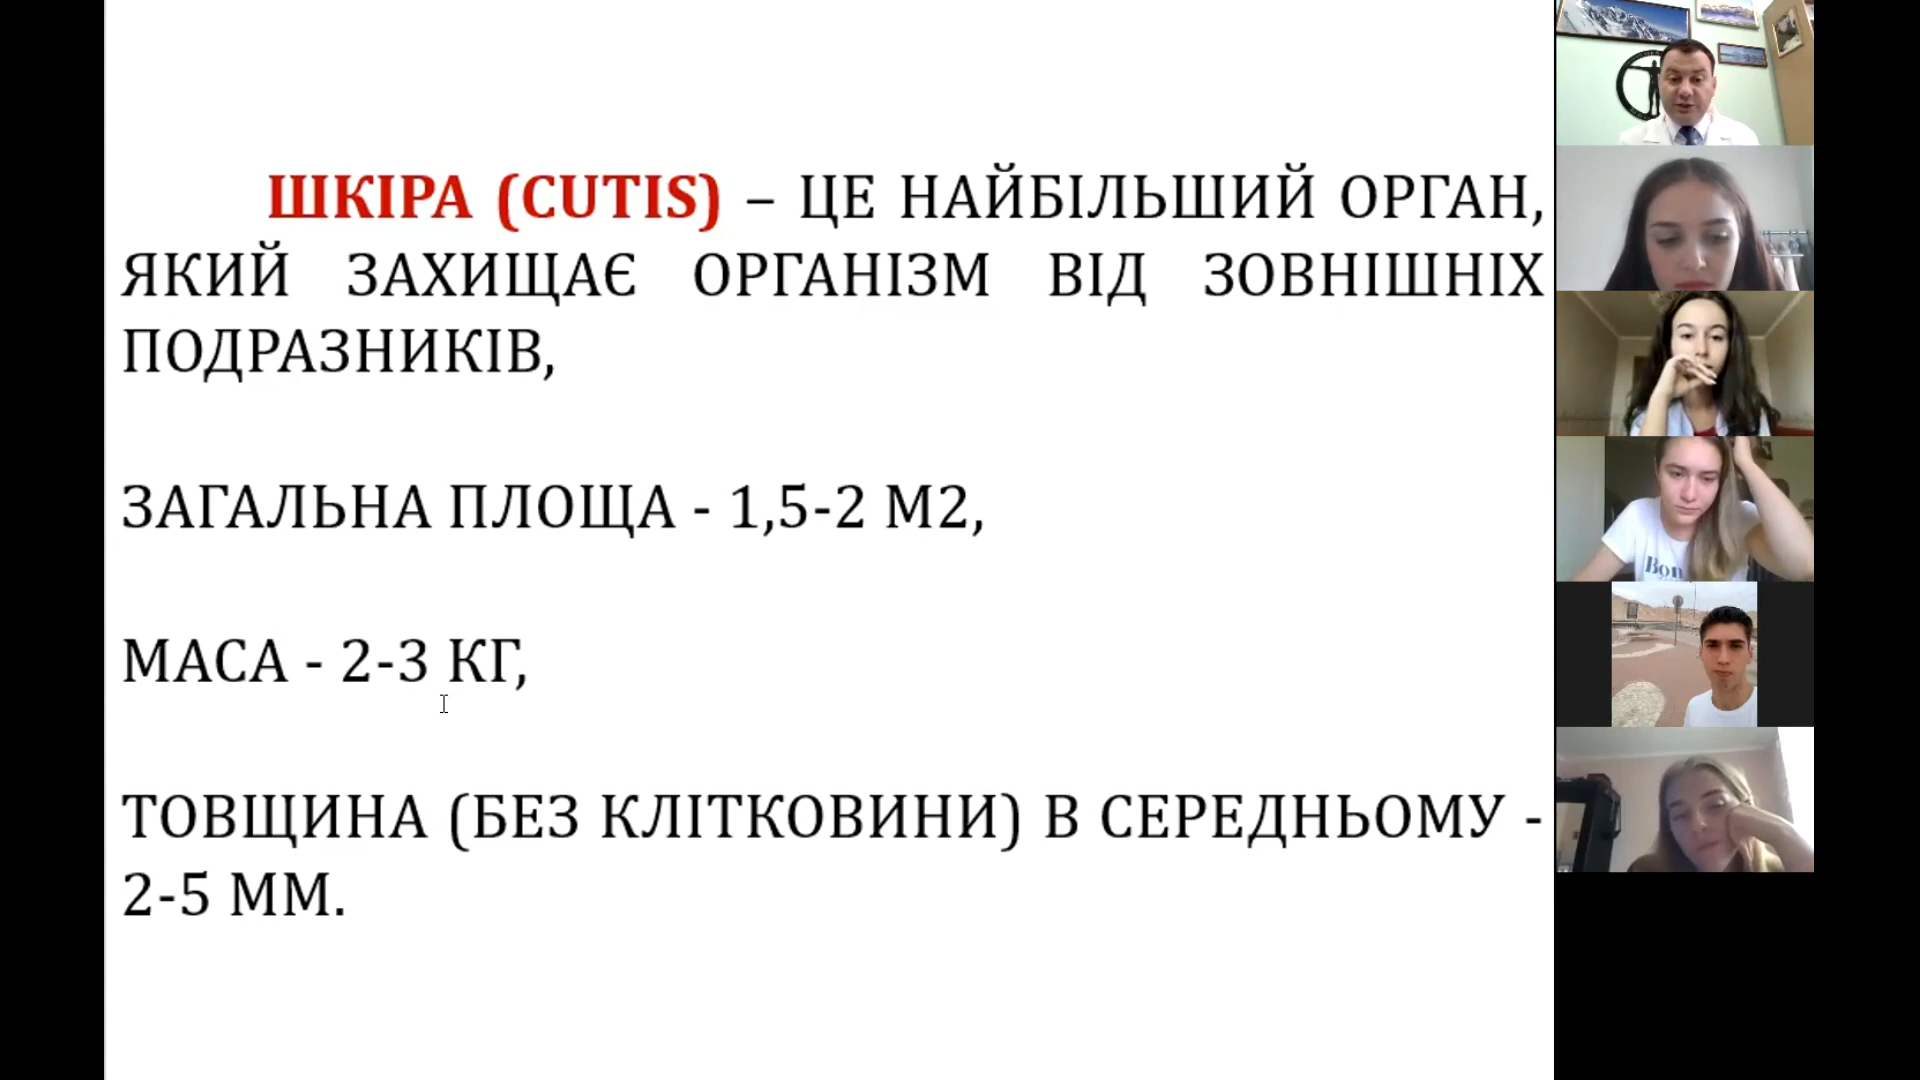 ШКІРА (CUTIS) – ЦЕ НАЙБІЛЬШИЙ ОРГАН,
ЯКИЙ ЗАХИЩАЄ ОРГАНІЗМ ВІД ЗОВНІШНІХ
ПОДРАЗНИКІВ,
ЗАГАЛЬНА ПЛОЩА - 1,5-2 М2,
МАСА - 2-3 КГ,
ТОВЩИНА (БЕЗ КЛІТКОВИНИ) В СЕРЕДНЬОМУ -
2-5 ММ.
Bon